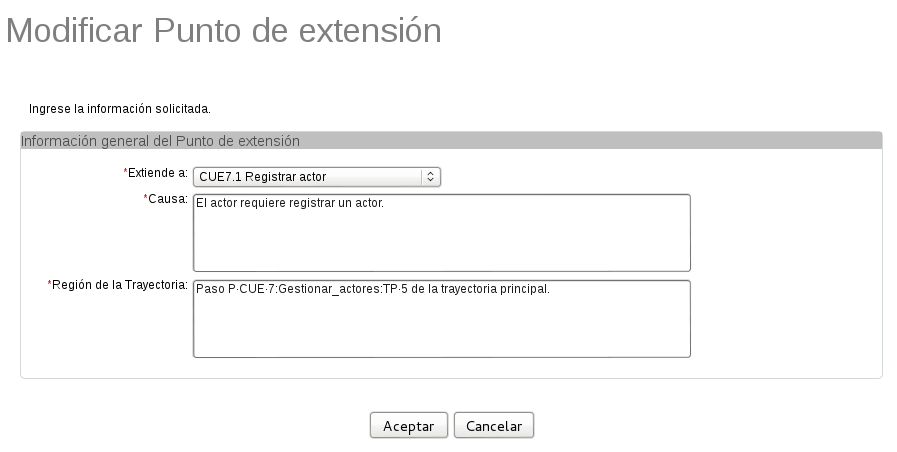 Modificar Punto de extensión
Ingrese la información solicitada.
Información general del Punto de extensión
*Extiende a: CUE7.1 Registrar actor
*Causa: El actor requiere registrar un actor.
*Región de la Trayectoria: Paso P·CUE·7:Gestionar_actores:TP·5 de la trayectoria principal.
Aceptar Cancelar